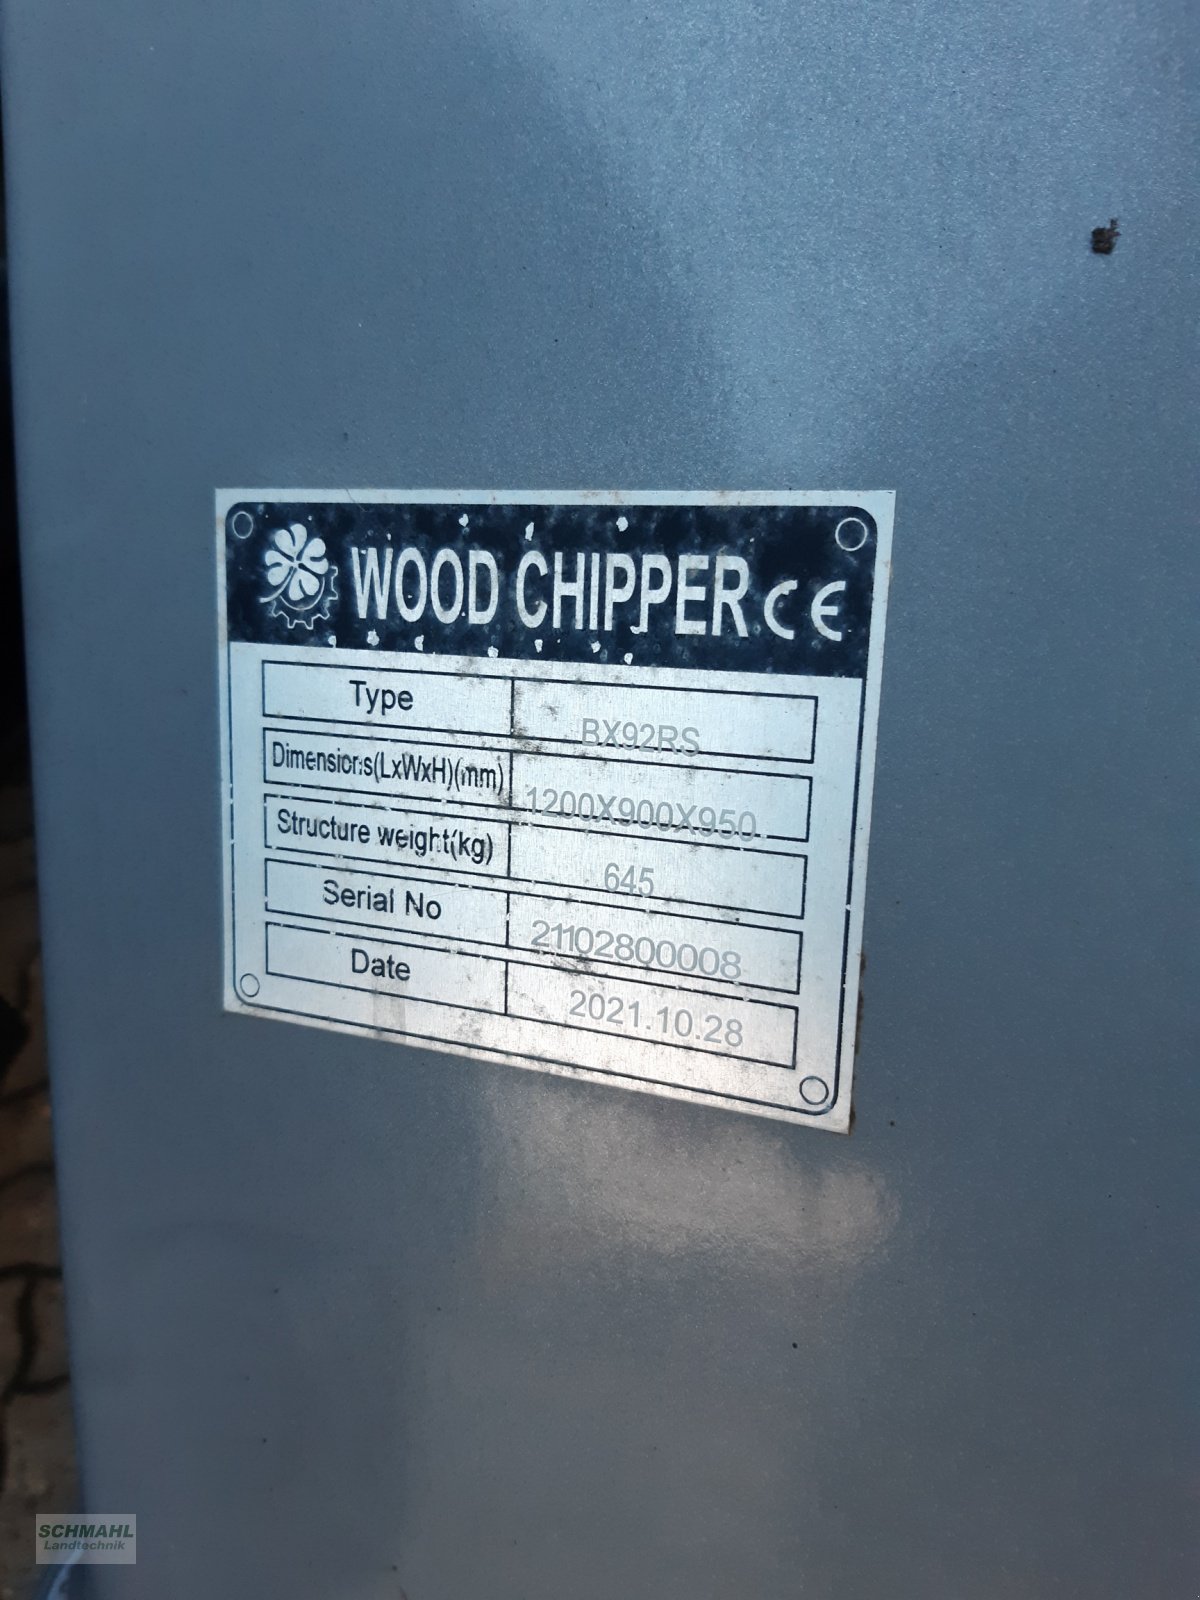 WOOD CHIPPER CE
Type BX92RS
Dimensions(LxWxH)(mm) 1200X900X950
Structure weight(kg) 645
Serial No 21102800008
Date 2021.10.28
SCHMAHL
Landtechnik